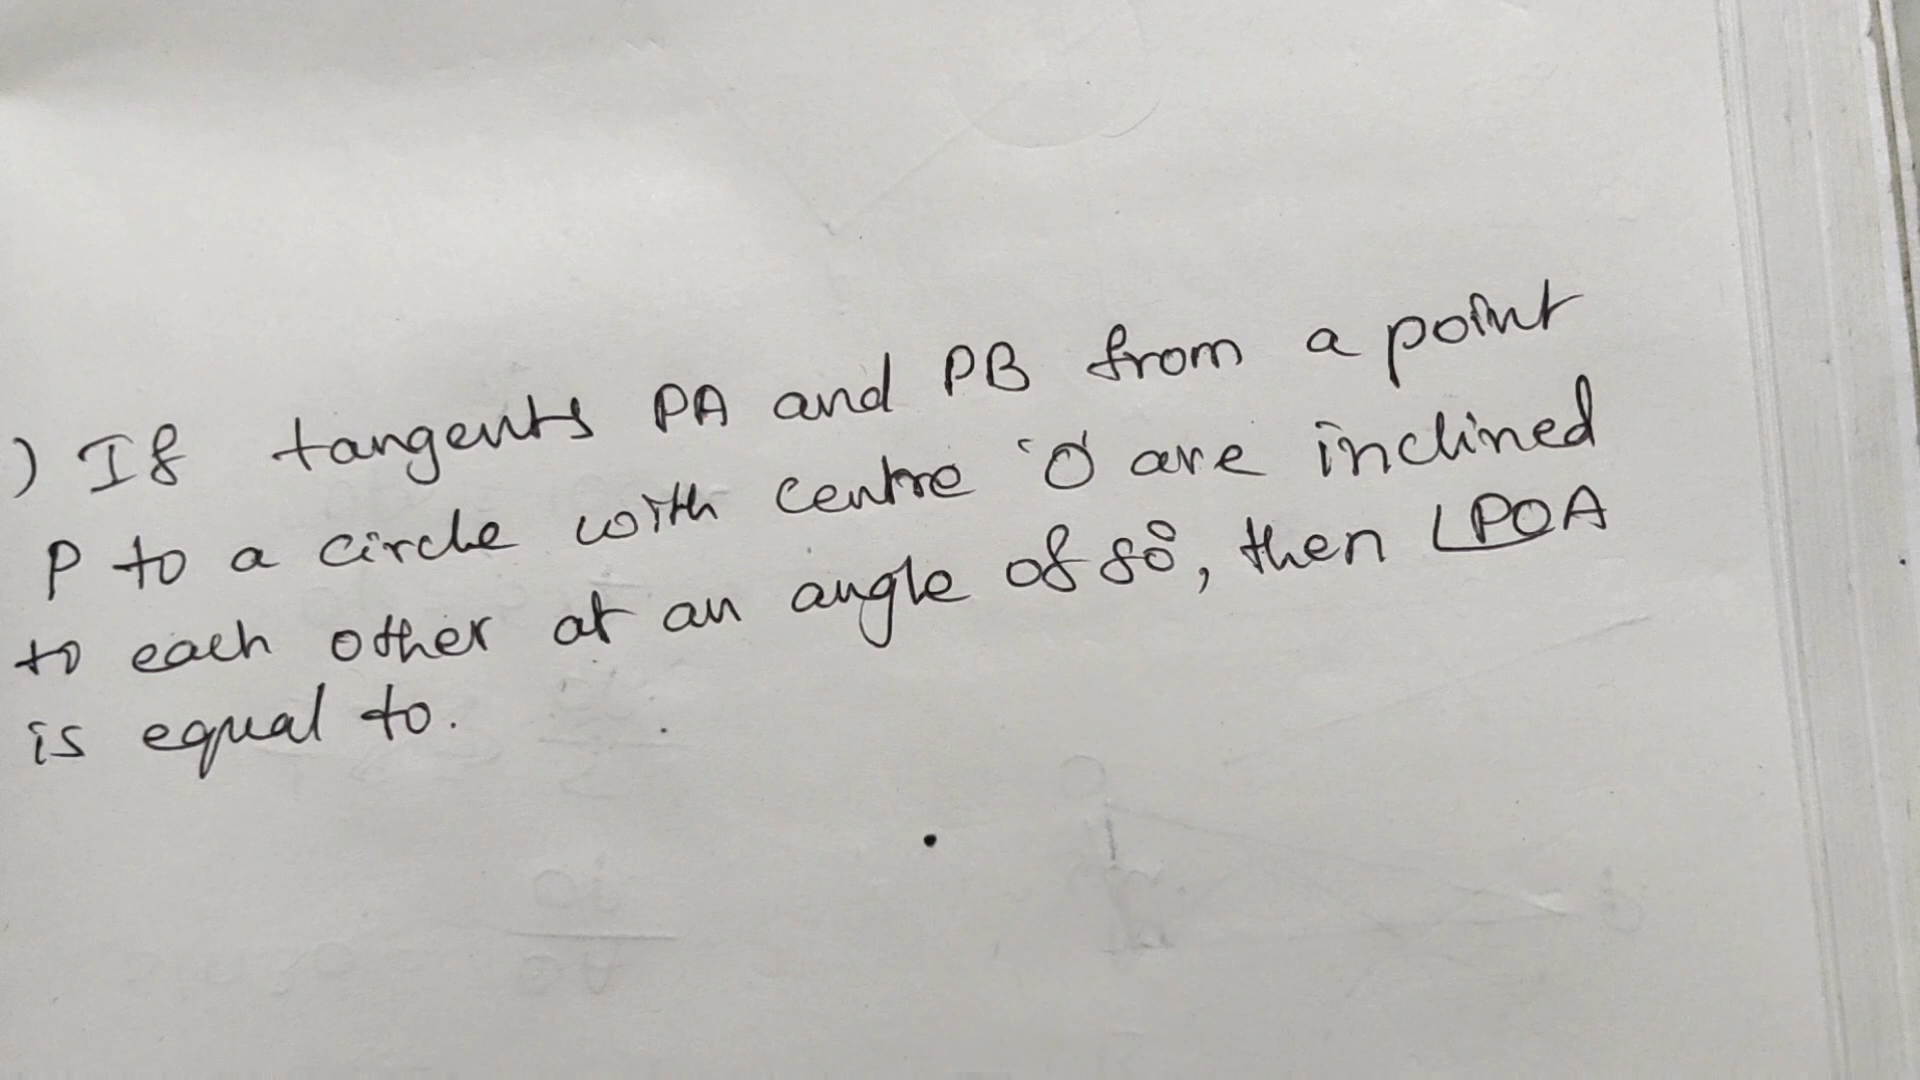 ) If tangents PA and PB from a point
P to a circle with centre 'O' are inclined
to each other at an angle of 80°, then ∠POA
is equal to.